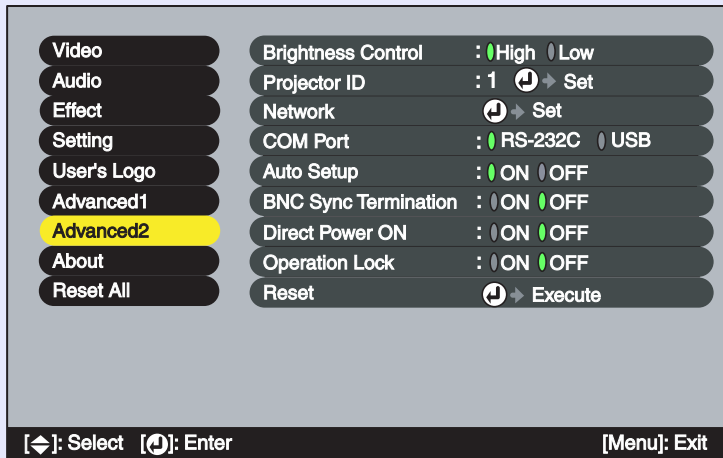 Video
Audio
Effect
Setting
User's Logo
Advanced1
Advanced2
About
Reset All
Brightness Control : High Low
Projector ID : 1 Set
Network Set
COM Port : RS-232C USB
Auto Setup : ON OFF
BNC Sync Termination : ON OFF
Direct Power ON : ON OFF
Operation Lock : ON OFF
Reset Execute
[ ]: Select [ ]: Enter [Menu]: Exit